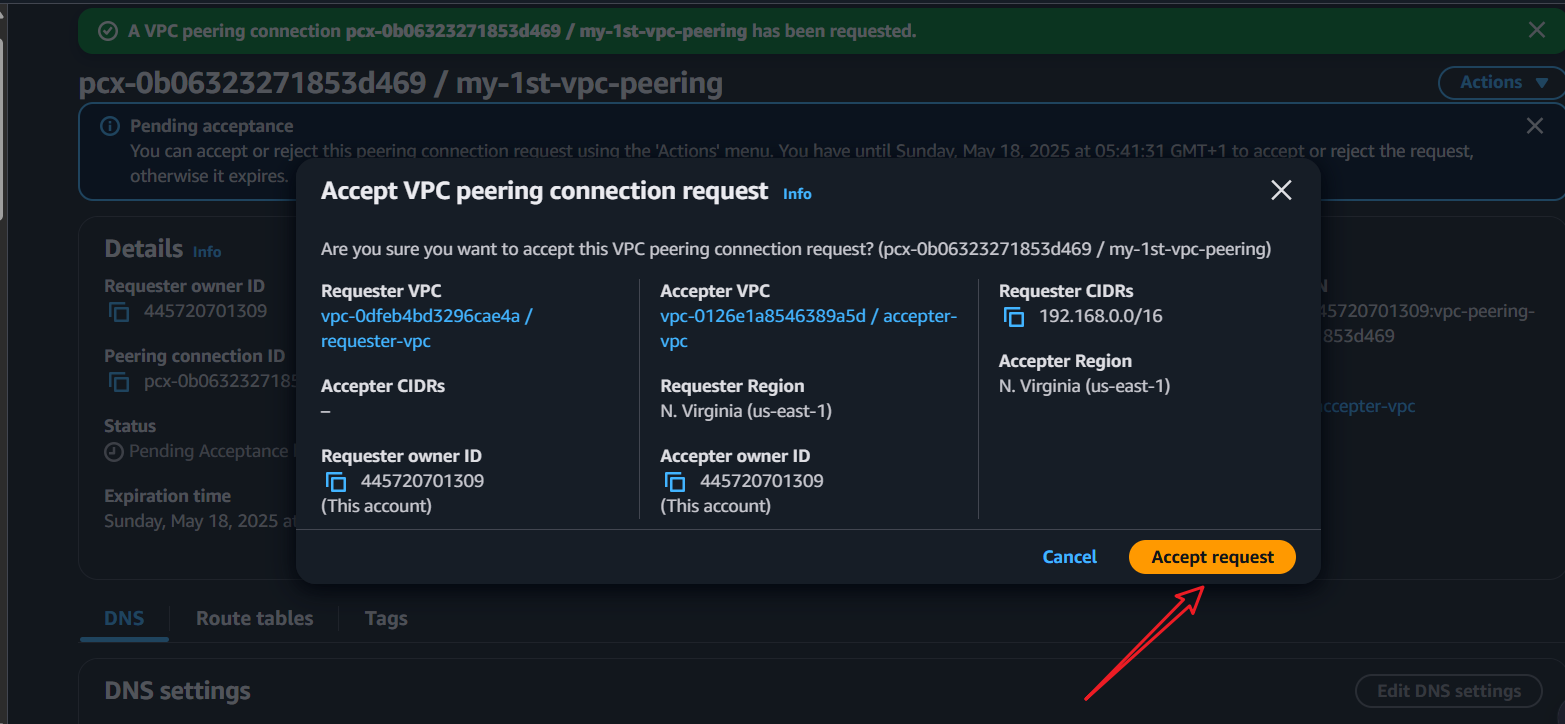 A VPC peering connection pcx-0b06323271853d469 / my-1st-vpc-peering has been requested.
pcx-0b06323271853d469 / my-1st-vpc-peering
Actions
Pending acceptance
You can accept or reject this peering connection request using the 'Actions' menu. You have until Sunday, May 18, 2025 at 05:41:31 GMT+1 to accept or reject the request,
otherwise it expires.
Accept VPC peering connection request Info
Are you sure you want to accept this VPC peering connection request? (pcx-0b06323271853d469 / my-1st-vpc-peering)
Requester VPC
vpc-0dfeb4bd3296cae4a /
requester-vpc
Accepter CIDRs
–
Requester owner ID
445720701309
(This account)
Accepter VPC
vpc-0126e1a8546389a5d / accepter-
vpc
Requester Region
N. Virginia (us-east-1)
Accepter owner ID
445720701309
(This account)
Requester CIDRs
192.168.0.0/16
Accepter Region
N. Virginia (us-east-1)
Cancel
Accept request
Details Info
Requester owner ID
445720701309
Peering connection ID
pcx-0b063232718
Status
Pending Acceptance
Expiration time
Sunday, May 18, 2025 at
45720701309:vpc-peering-
853d469
accepter-vpc
DNS
Route tables
Tags
DNS settings
Edit DNS settings